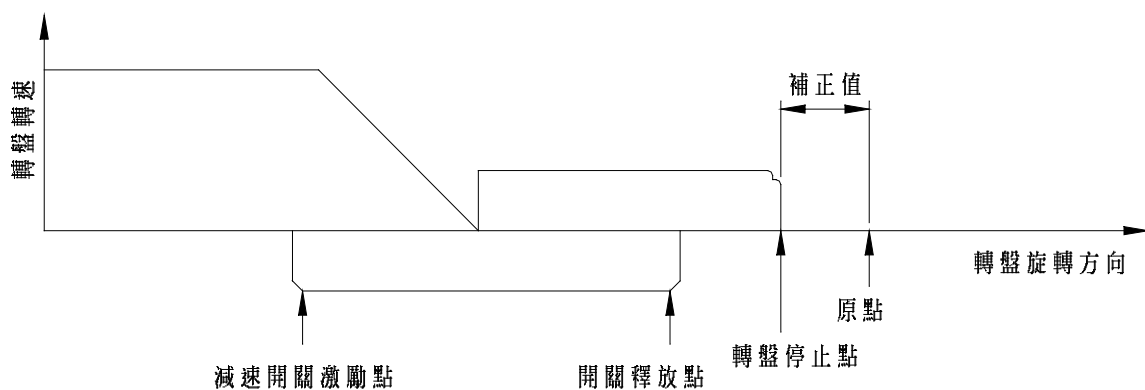 補正值
轉盤轉速
轉盤旋轉方向
原點
轉盤停止點
減速開關激勵點
開關釋放點